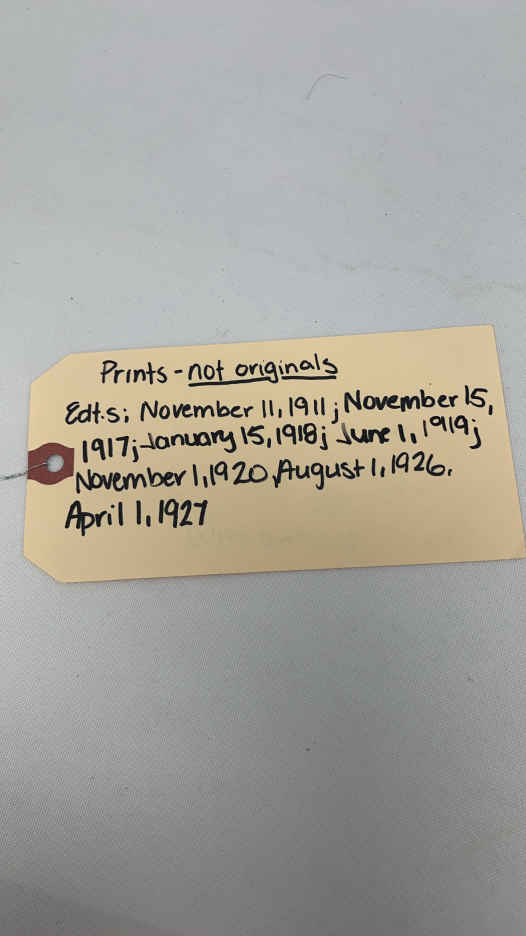 Prints - not originals
Edt.s; November 11, 1911; November 15,
1917; January 15, 1918; June 1, 1919;
November 1, 1920, August 1, 1926,
April 1, 1927